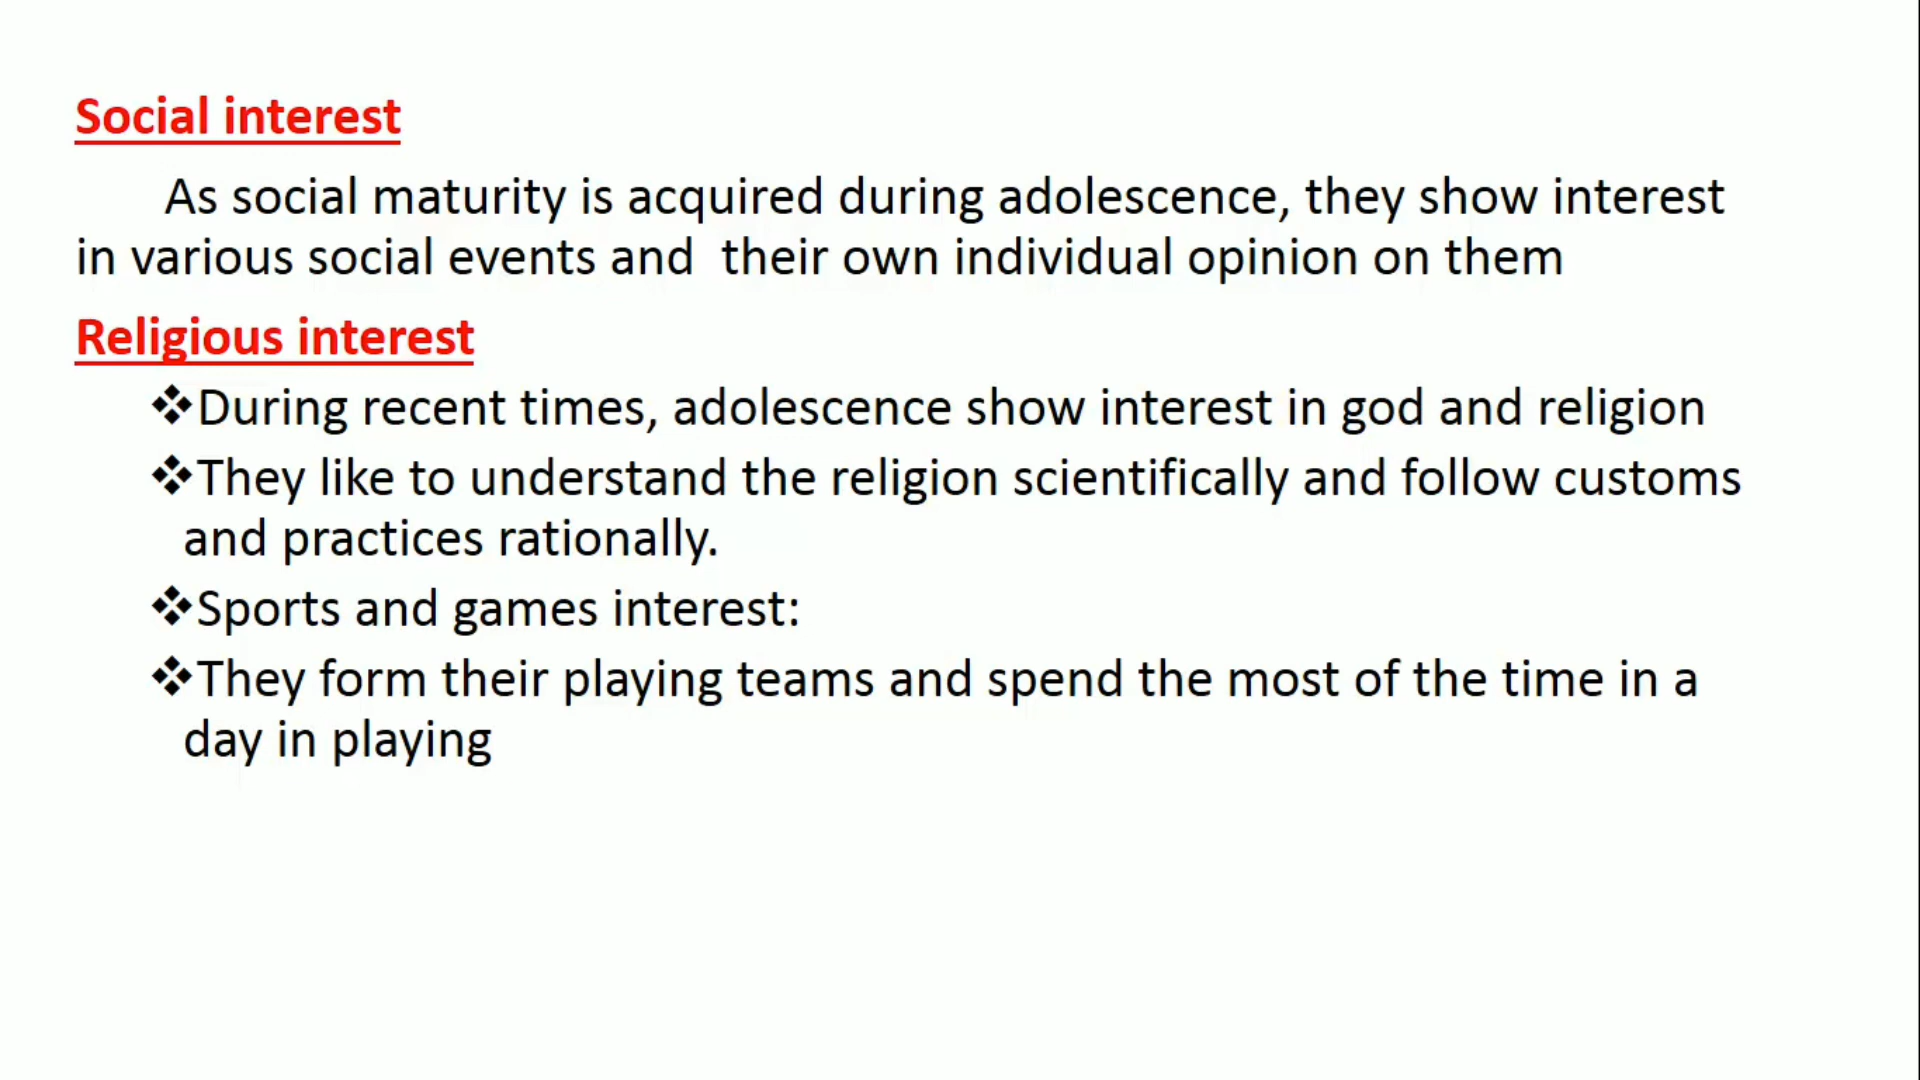 Social interest
As social maturity is acquired during adolescence, they show interest
in various social events and  their own individual opinion on them
Religious interest
❖During recent times, adolescence show interest in god and religion
❖They like to understand the religion scientifically and follow customs
and practices rationally.
❖Sports and games interest:
❖They form their playing teams and spend the most of the time in a
day in playing